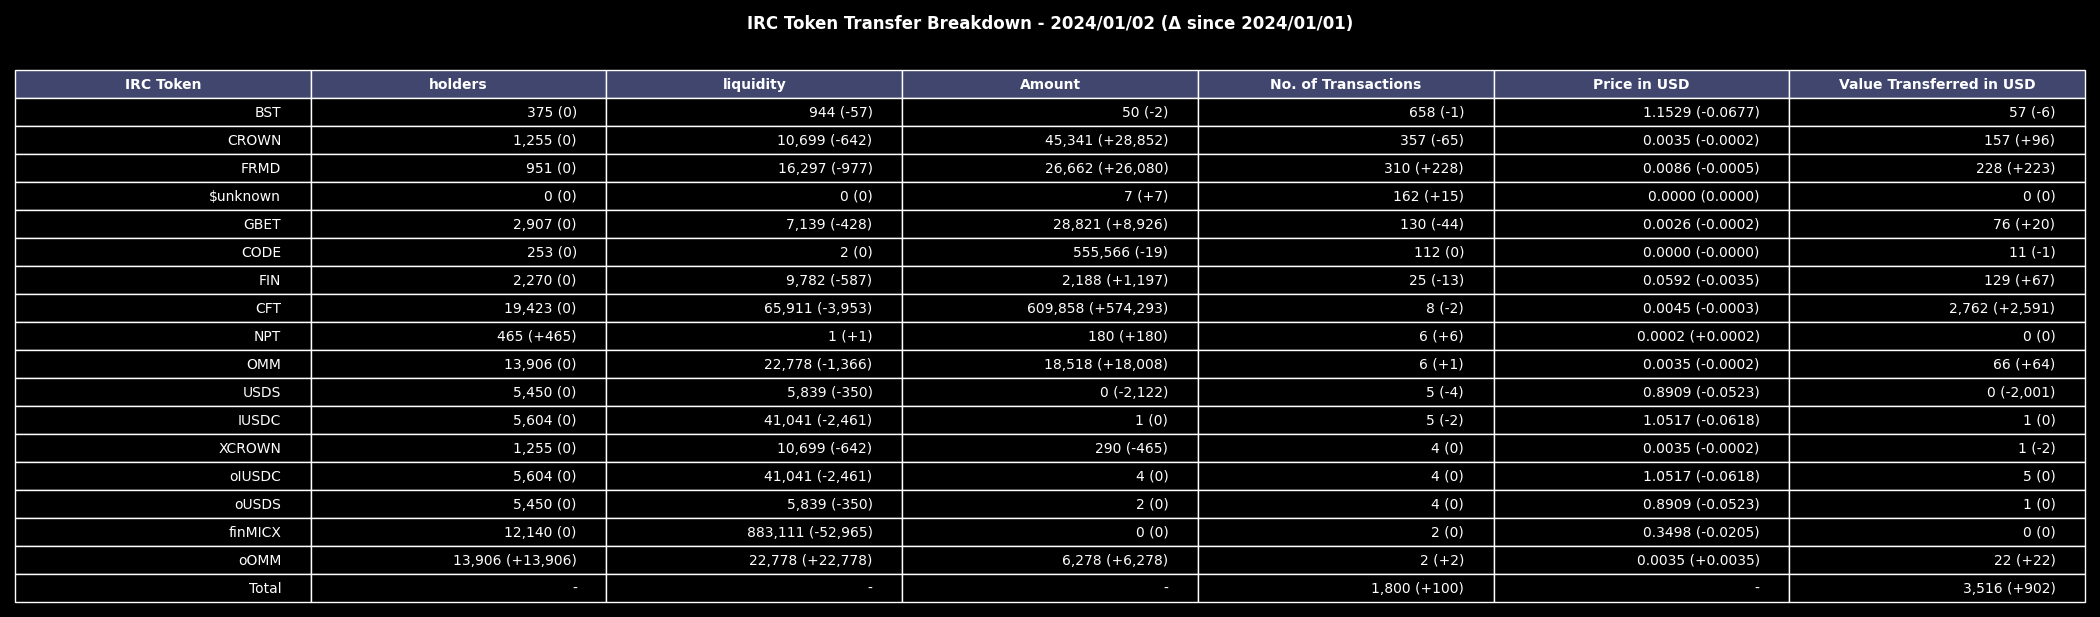 IRC Token Transfer Breakdown - 2024/01/02 (Δ since 2024/01/01)
IRC Token holders liquidity Amount No. of Transactions Price in USD Value Transferred in USD
BST 375 (0) 944 (-57) 50 (-2) 658 (-1) 1.1529 (-0.0677) 57 (-6)
CROWN 1,255 (0) 10,699 (-642) 45,341 (+28,852) 357 (-65) 0.0035 (-0.0002) 157 (+96)
FRMD 951 (0) 16,297 (-977) 26,662 (+26,080) 310 (+228) 0.0086 (-0.0005) 228 (+223)
$unknown 0 (0) 0 (0) 7 (+7) 162 (+15) 0.0000 (0.0000) 0 (0)
GBET 2,907 (0) 7,139 (-428) 28,821 (+8,926) 130 (-44) 0.0026 (-0.0002) 76 (+20)
CODE 253 (0) 2 (0) 555,566 (-19) 112 (0) 0.0000 (-0.0000) 11 (-1)
FIN 2,270 (0) 9,782 (-587) 2,188 (+1,197) 25 (-13) 0.0592 (-0.0035) 129 (+67)
CFT 19,423 (0) 65,911 (-3,953) 609,858 (+574,293) 8 (-2) 0.0045 (-0.0003) 2,762 (+2,591)
NPT 465 (+465) 1 (+1) 180 (+180) 6 (+6) 0.0002 (+0.0002) 0 (0)
OMM 13,906 (0) 22,778 (-1,366) 18,518 (+18,008) 6 (+1) 0.0035 (-0.0002) 66 (+64)
USDS 5,450 (0) 5,839 (-350) 0 (-2,122) 5 (-4) 0.8909 (-0.0523) 0 (-2,001)
IUSDC 5,604 (0) 41,041 (-2,461) 1 (0) 5 (-2) 1.0517 (-0.0618) 1 (0)
XCROWN 1,255 (0) 10,699 (-642) 290 (-465) 4 (0) 0.0035 (-0.0002) 1 (-2)
oIUSDC 5,604 (0) 41,041 (-2,461) 4 (0) 4 (0) 1.0517 (-0.0618) 5 (0)
oUSDS 5,450 (0) 5,839 (-350) 2 (0) 4 (0) 0.8909 (-0.0523) 1 (0)
finMICX 12,140 (0) 883,111 (-52,965) 0 (0) 2 (0) 0.3498 (-0.0205) 0 (0)
oOMM 13,906 (+13,906) 22,778 (+22,778) 6,278 (+6,278) 2 (+2) 0.0035 (+0.0035) 22 (+22)
Total - - - 1,800 (+100) - 3,516 (+902)